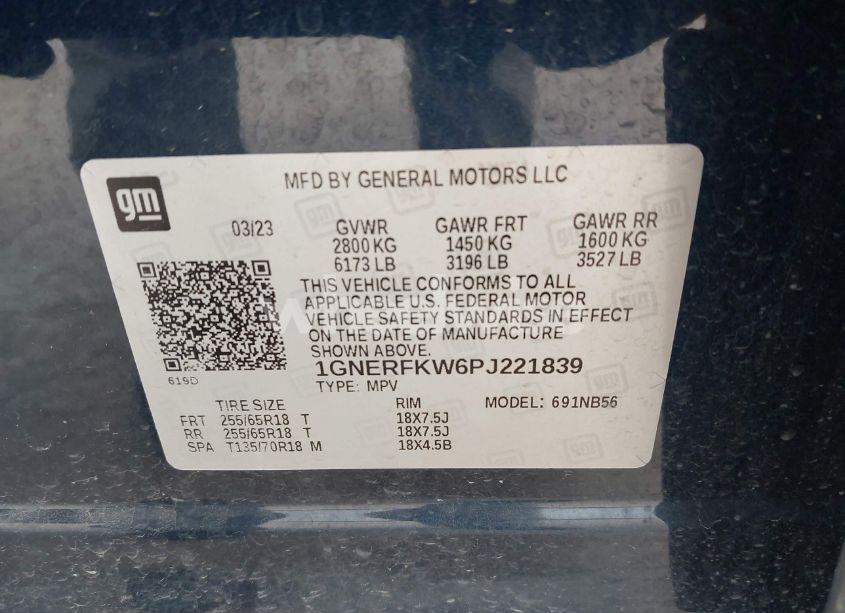 gm
MFD BY GENERAL MOTORS LLC
03/23 GVWR GAWR FRT GAWR RR
2800 KG 1450 KG 1600 KG
6173 LB 3196 LB 3527 LB
THIS VEHICLE CONFORMS TO ALL
APPLICABLE U.S. FEDERAL MOTOR
VEHICLE SAFETY STANDARDS IN EFFECT
ON THE DATE OF MANUFACTURE
SHOWN ABOVE.
619D
1GNERFKW6PJ221839
TYPE: MPV
TIRE SIZE RIM MODEL: 691NB56
FRT 255/65R18 T 18X7.5J
RR 255/65R18 T 18X7.5J
SPA T135/70R18 M 18X4.5B